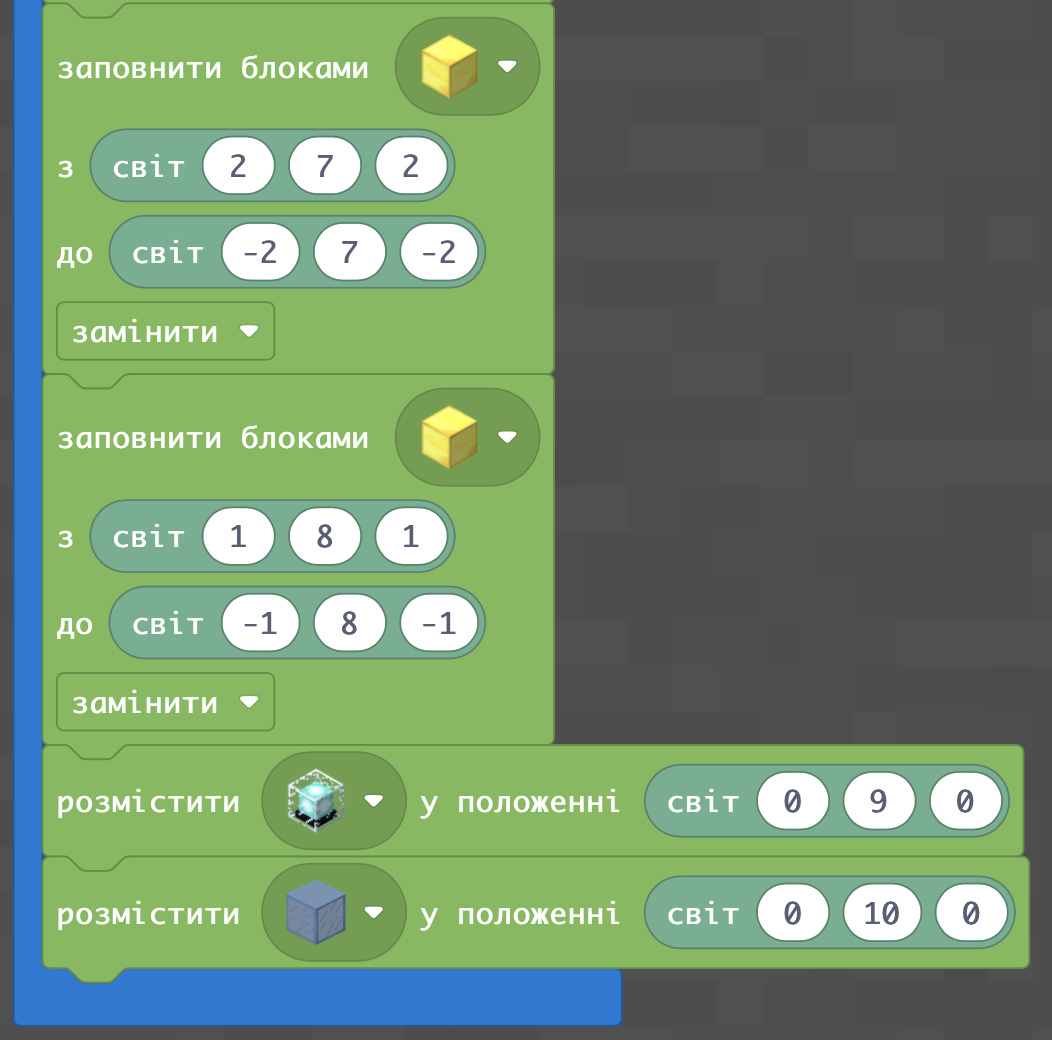 заповнити блоками
з світ 2 7 2
до світ -2 7 -2
замінити
заповнити блоками
з світ 1 8 1
до світ -1 8 -1
замінити
розмістити у положенні світ 0 9 0
розмістити у положенні світ 0 10 0